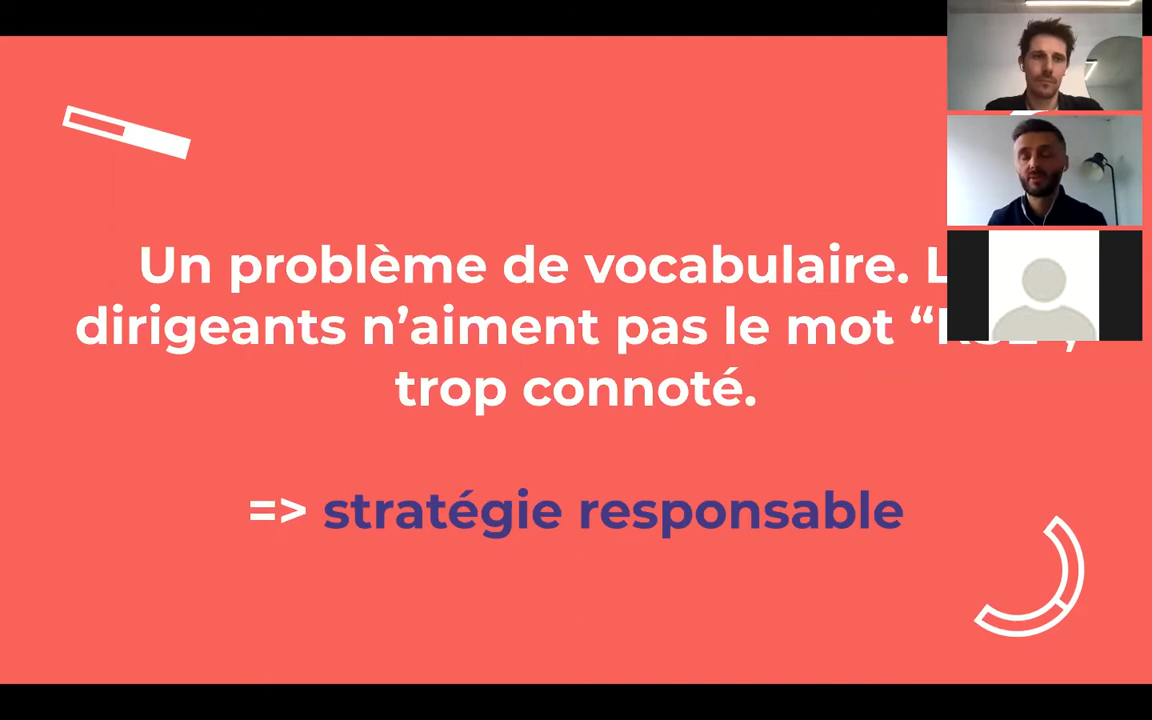 Un problème de vocabulaire.
dirigeants n’aiment pas le mot “
trop connoté.
=> stratégie responsable